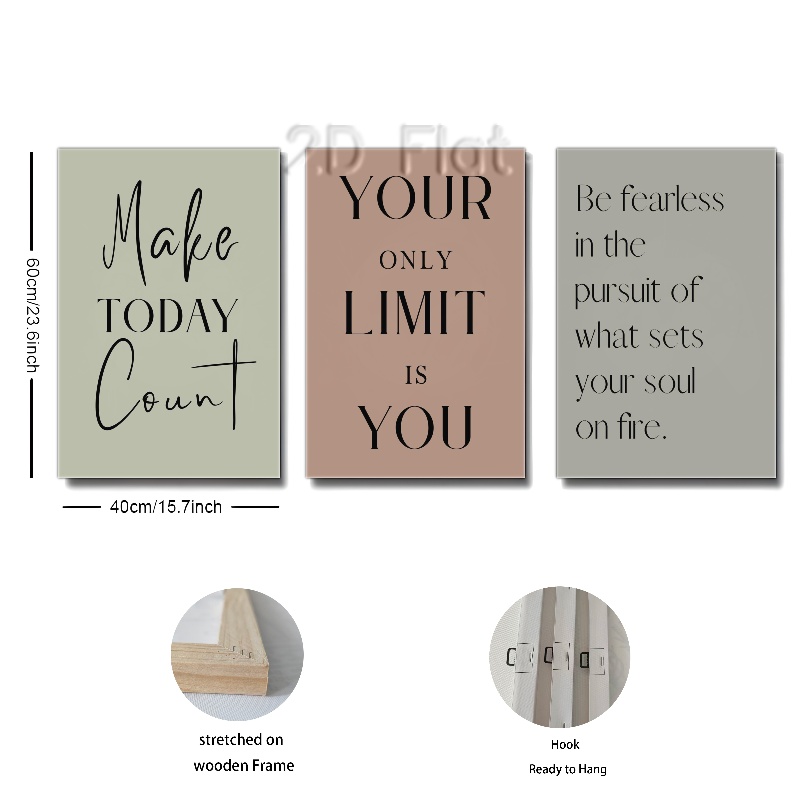 2D Flat
Make
TODAY
Count
YOUR
ONLY
LIMIT
IS
YOU
Be fearless
in the
pursuit of
what sets
your soul
on fire.
60cm/23.6inch
40cm/15.7inch
stretched on
wooden Frame
Hook
Ready to Hang